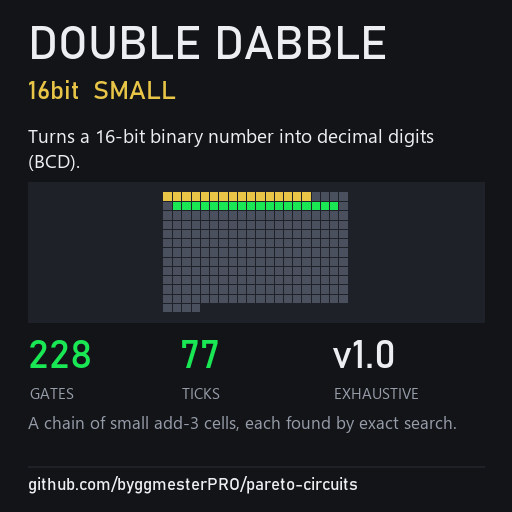 DOUBLE DABBLE
16bit SMALL
Turns a 16-bit binary number into decimal digits
(BCD).
228 77 v1.0
GATES TICKS EXHAUSTIVE
A chain of small add-3 cells, each found by exact search.
github.com/byggmesterPRO/pareto-circuits